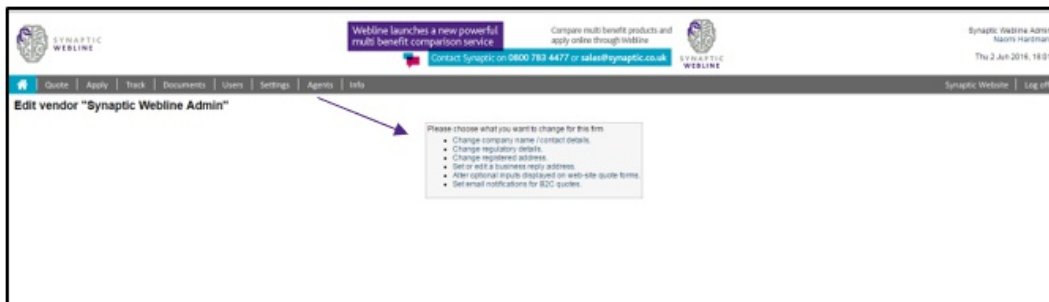 SYNAPTIC
WEBLINE
Webline launches a new powerful
multi benefit comparison service
Compare multi benefit products and
apply online through Webline
Contact Synaptic on 0800 783 4477 or sales@synaptic.co.uk
SYNAPTIC
WEBLINE
Synaptic Webline Admin
Naomi Hardman
Thu 2 Jun 2016, 16:01
Quote | Apply | Track | Documents | Users | Settings | Agents | Info
Synaptic Website | Log off
Edit vendor "Synaptic Webline Admin"
Please choose what you want to change for this firm
• Change company name / contact details.
• Change regulatory details.
• Change registered address.
• Set or edit a business reply address.
• Alter optional inputs displayed on web-site quote forms.
• Set email notifications for B2C quotes.